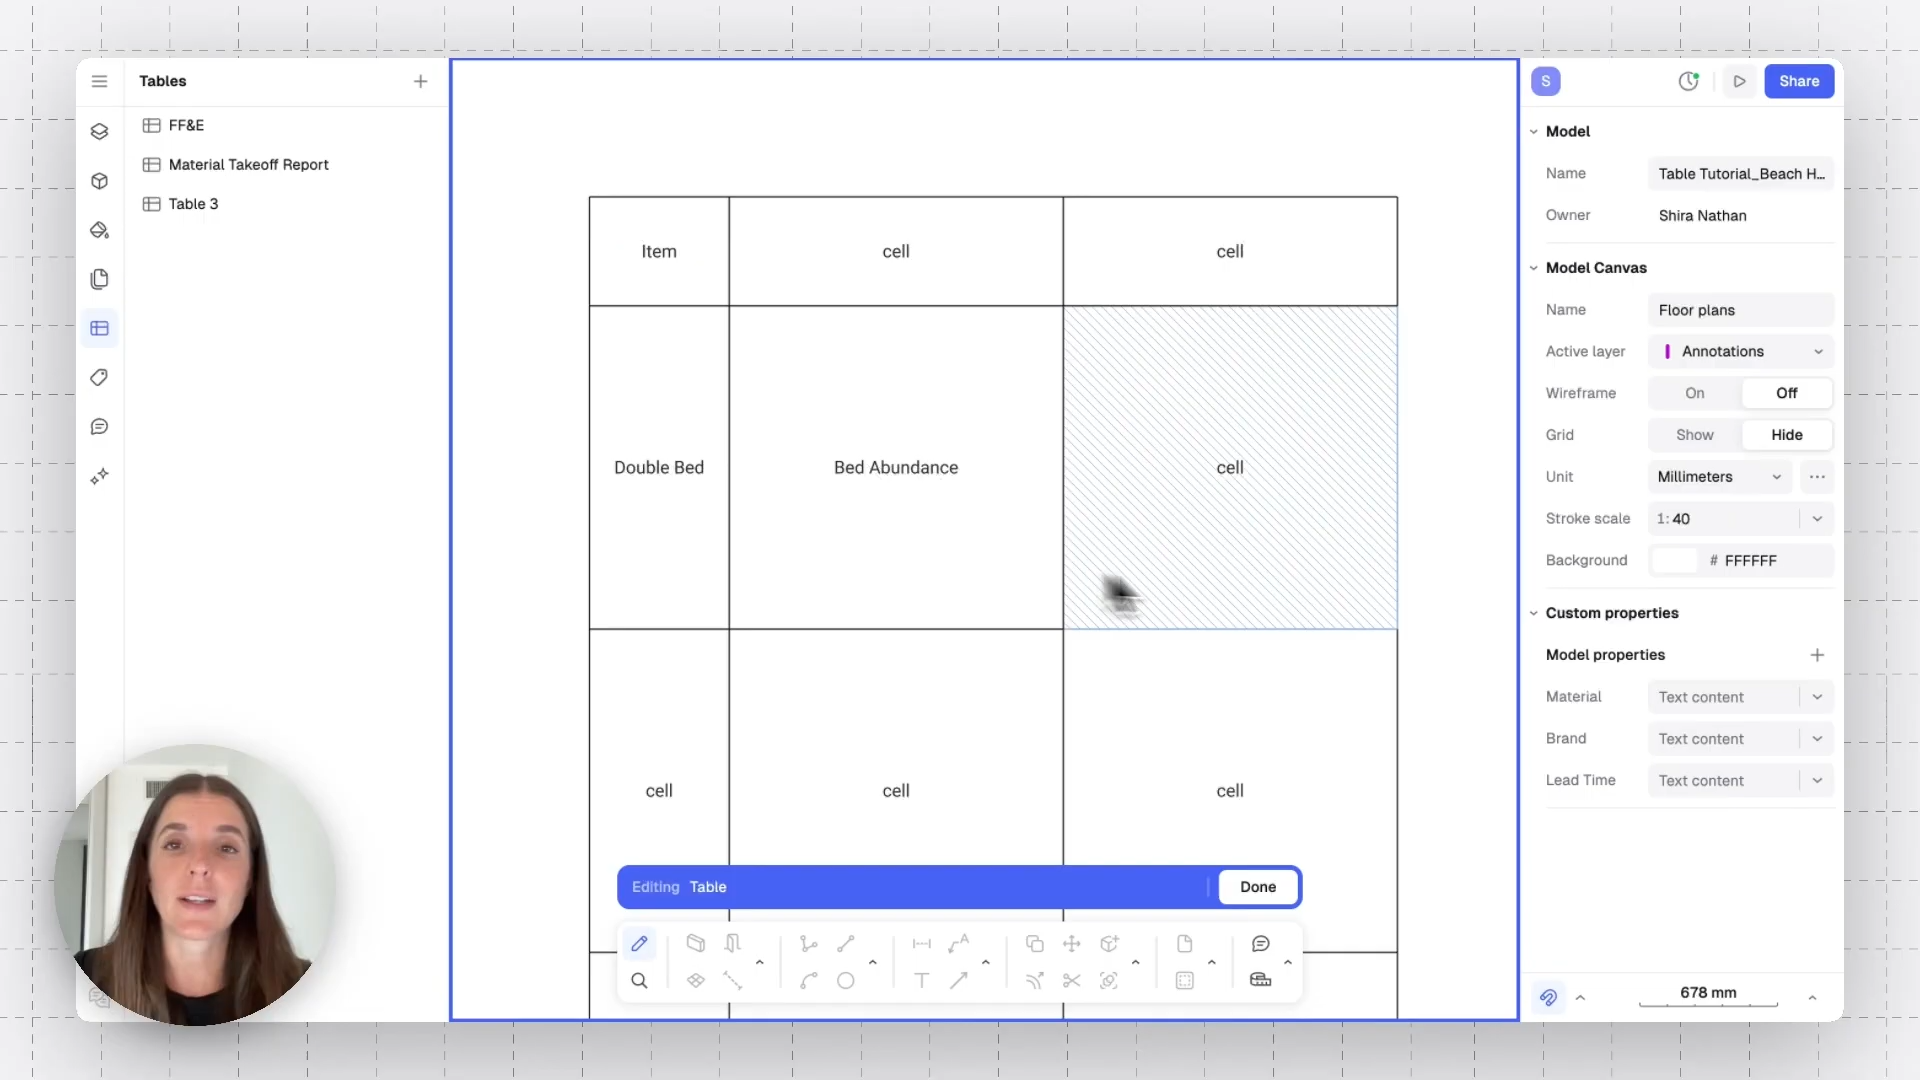 Tables
FF&E
Material Takeoff Report
Table 3
Item
cell
cell
Double Bed
Bed Abundance
cell
cell
cell
cell
Editing Table
Done
S
Share
Model
Name
Table Tutorial_Beach H...
Owner
Shira Nathan
Model Canvas
Name
Floor plans
Active layer
Annotations
Wireframe
On
Off
Grid
Show
Hide
Unit
Millimeters
Stroke scale
1: 40
Background
# FFFFFF
Custom properties
Model properties
Material
Text content
Brand
Text content
Lead Time
Text content
678 mm